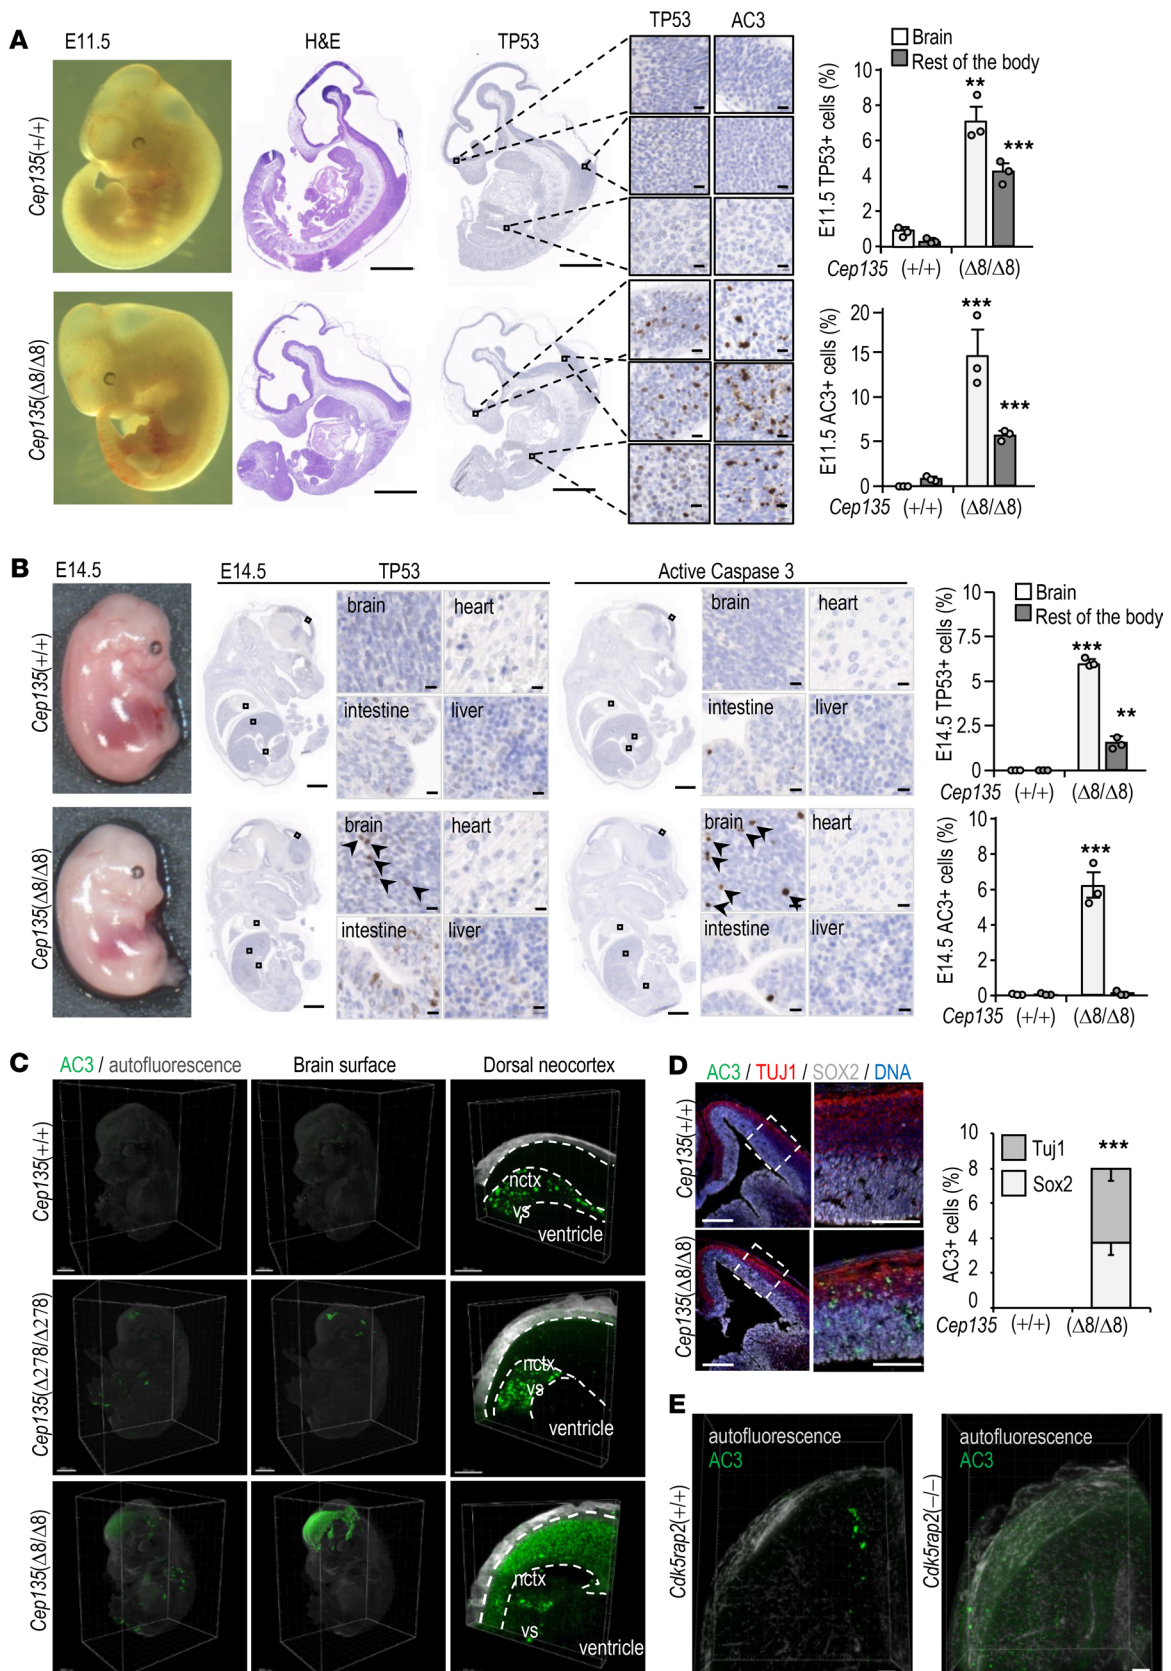 A
E11.5
H&E
TP53
TP53
AC3
Cep135(+/+)
Cep135(Δ8/Δ8)
Brain
Rest of the body
E11.5 TP53+ cells (%)
10
8
6
4
2
0
**
***
Cep135 (+/+) (Δ8/Δ8)
E11.5 AC3+ cells (%)
20
15
10
5
0
***
***
Cep135 (+/+) (Δ8/Δ8)
B
E14.5
E14.5
TP53
Active Caspase 3
Cep135(+/+)
brain
heart
intestine
liver
brain
heart
intestine
liver
Cep135(Δ8/Δ8)
brain
heart
intestine
liver
brain
heart
intestine
liver
Brain
Rest of the body
E14.5 TP53+ cells (%)
10
7.5
5
2.5
0
***
**
Cep135 (+/+) (Δ8/Δ8)
E14.5 AC3+ cells (%)
10
8
6
4
2
0
***
Cep135 (+/+) (Δ8/Δ8)
C
AC3 / autofluorescence
Brain surface
Dorsal neocortex
Cep135(+/+)
nctx
vs
ventricle
Cep135(Δ278/Δ278)
nctx
vs
ventricle
Cep135(Δ8/Δ8)
nctx
vs
ventricle
D
AC3 / TUJ1 / SOX2 / DNA
Cep135(+/+)
Cep135(Δ8/Δ8)
AC3+ cells (%)
10
8
6
4
2
0
Tuj1
Sox2
***
Cep135 (+/+) (Δ8/Δ8)
E
autofluorescence
AC3
Cdk5rap2(+/+)
autofluorescence
AC3
Cdk5rap2(−/−)